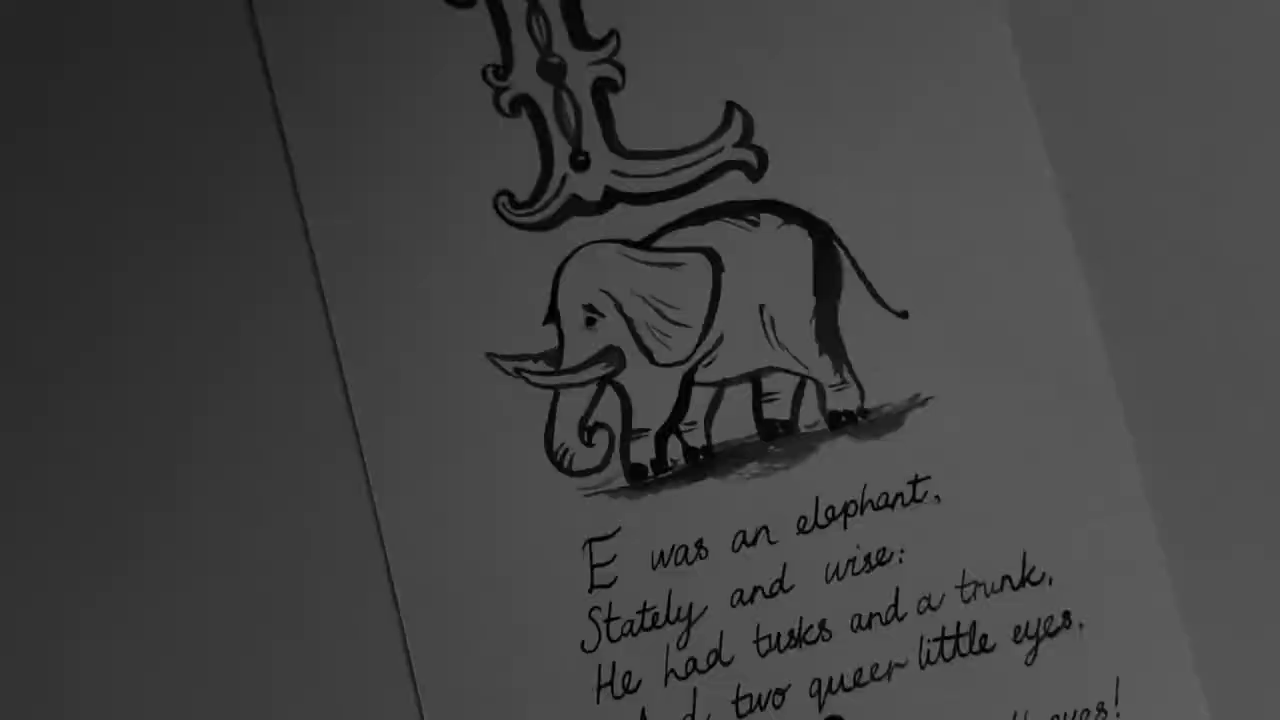 E was an elephant,
Stately and wise:
He had tusks and a trunk,
two queer little eyes.
eyes!